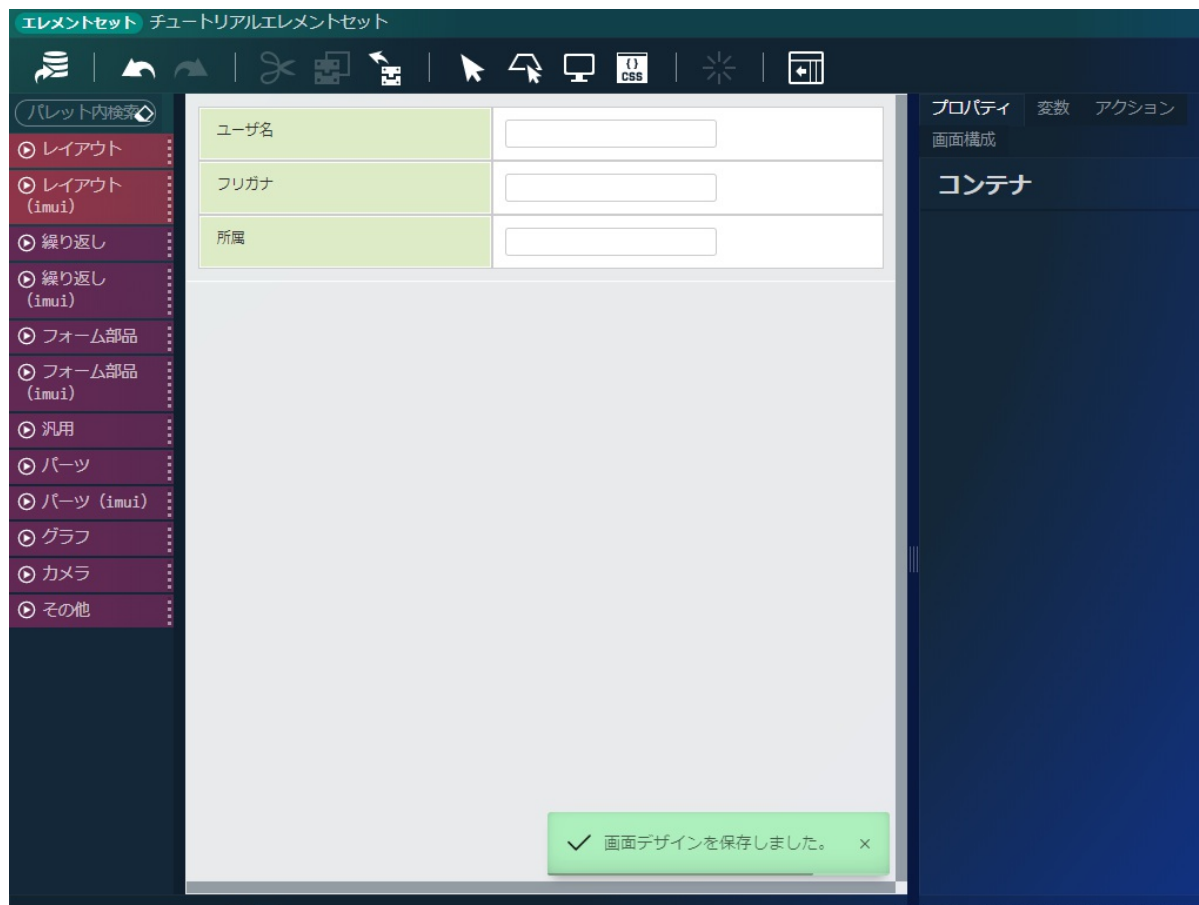 エレメントセット チュートリアルエレメントセット
{}
CSS
パレット内検索
レイアウト
レイアウト
(imui)
繰り返し
繰り返し
(imui)
フォーム部品
フォーム部品
(imui)
汎用
パーツ
パーツ (imui)
グラフ
カメラ
その他
ユーザ名
フリガナ
所属
画面デザインを保存しました。 ×
プロパティ 変数 アクション
画面構成
コンテナ